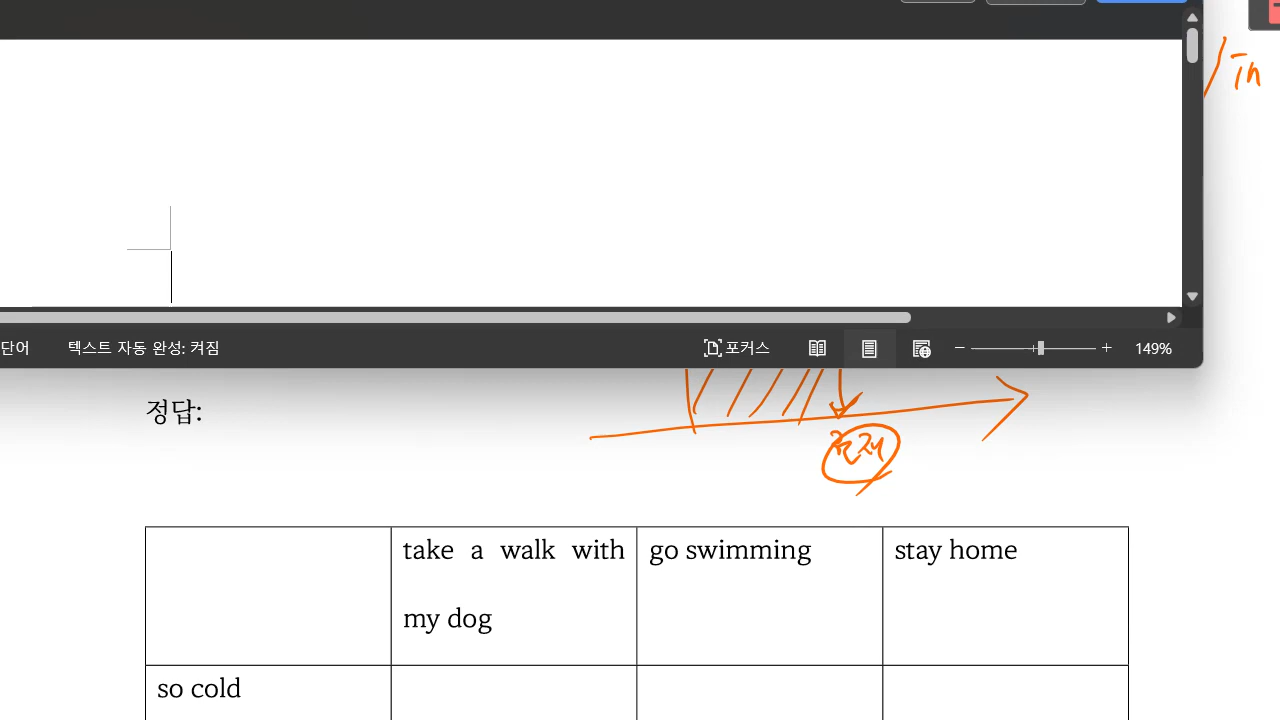 in
단어 텍스트 자동 완성: 켜짐 포커스 149%
정답:
현재
take a walk with my dog
go swimming
stay home
so cold